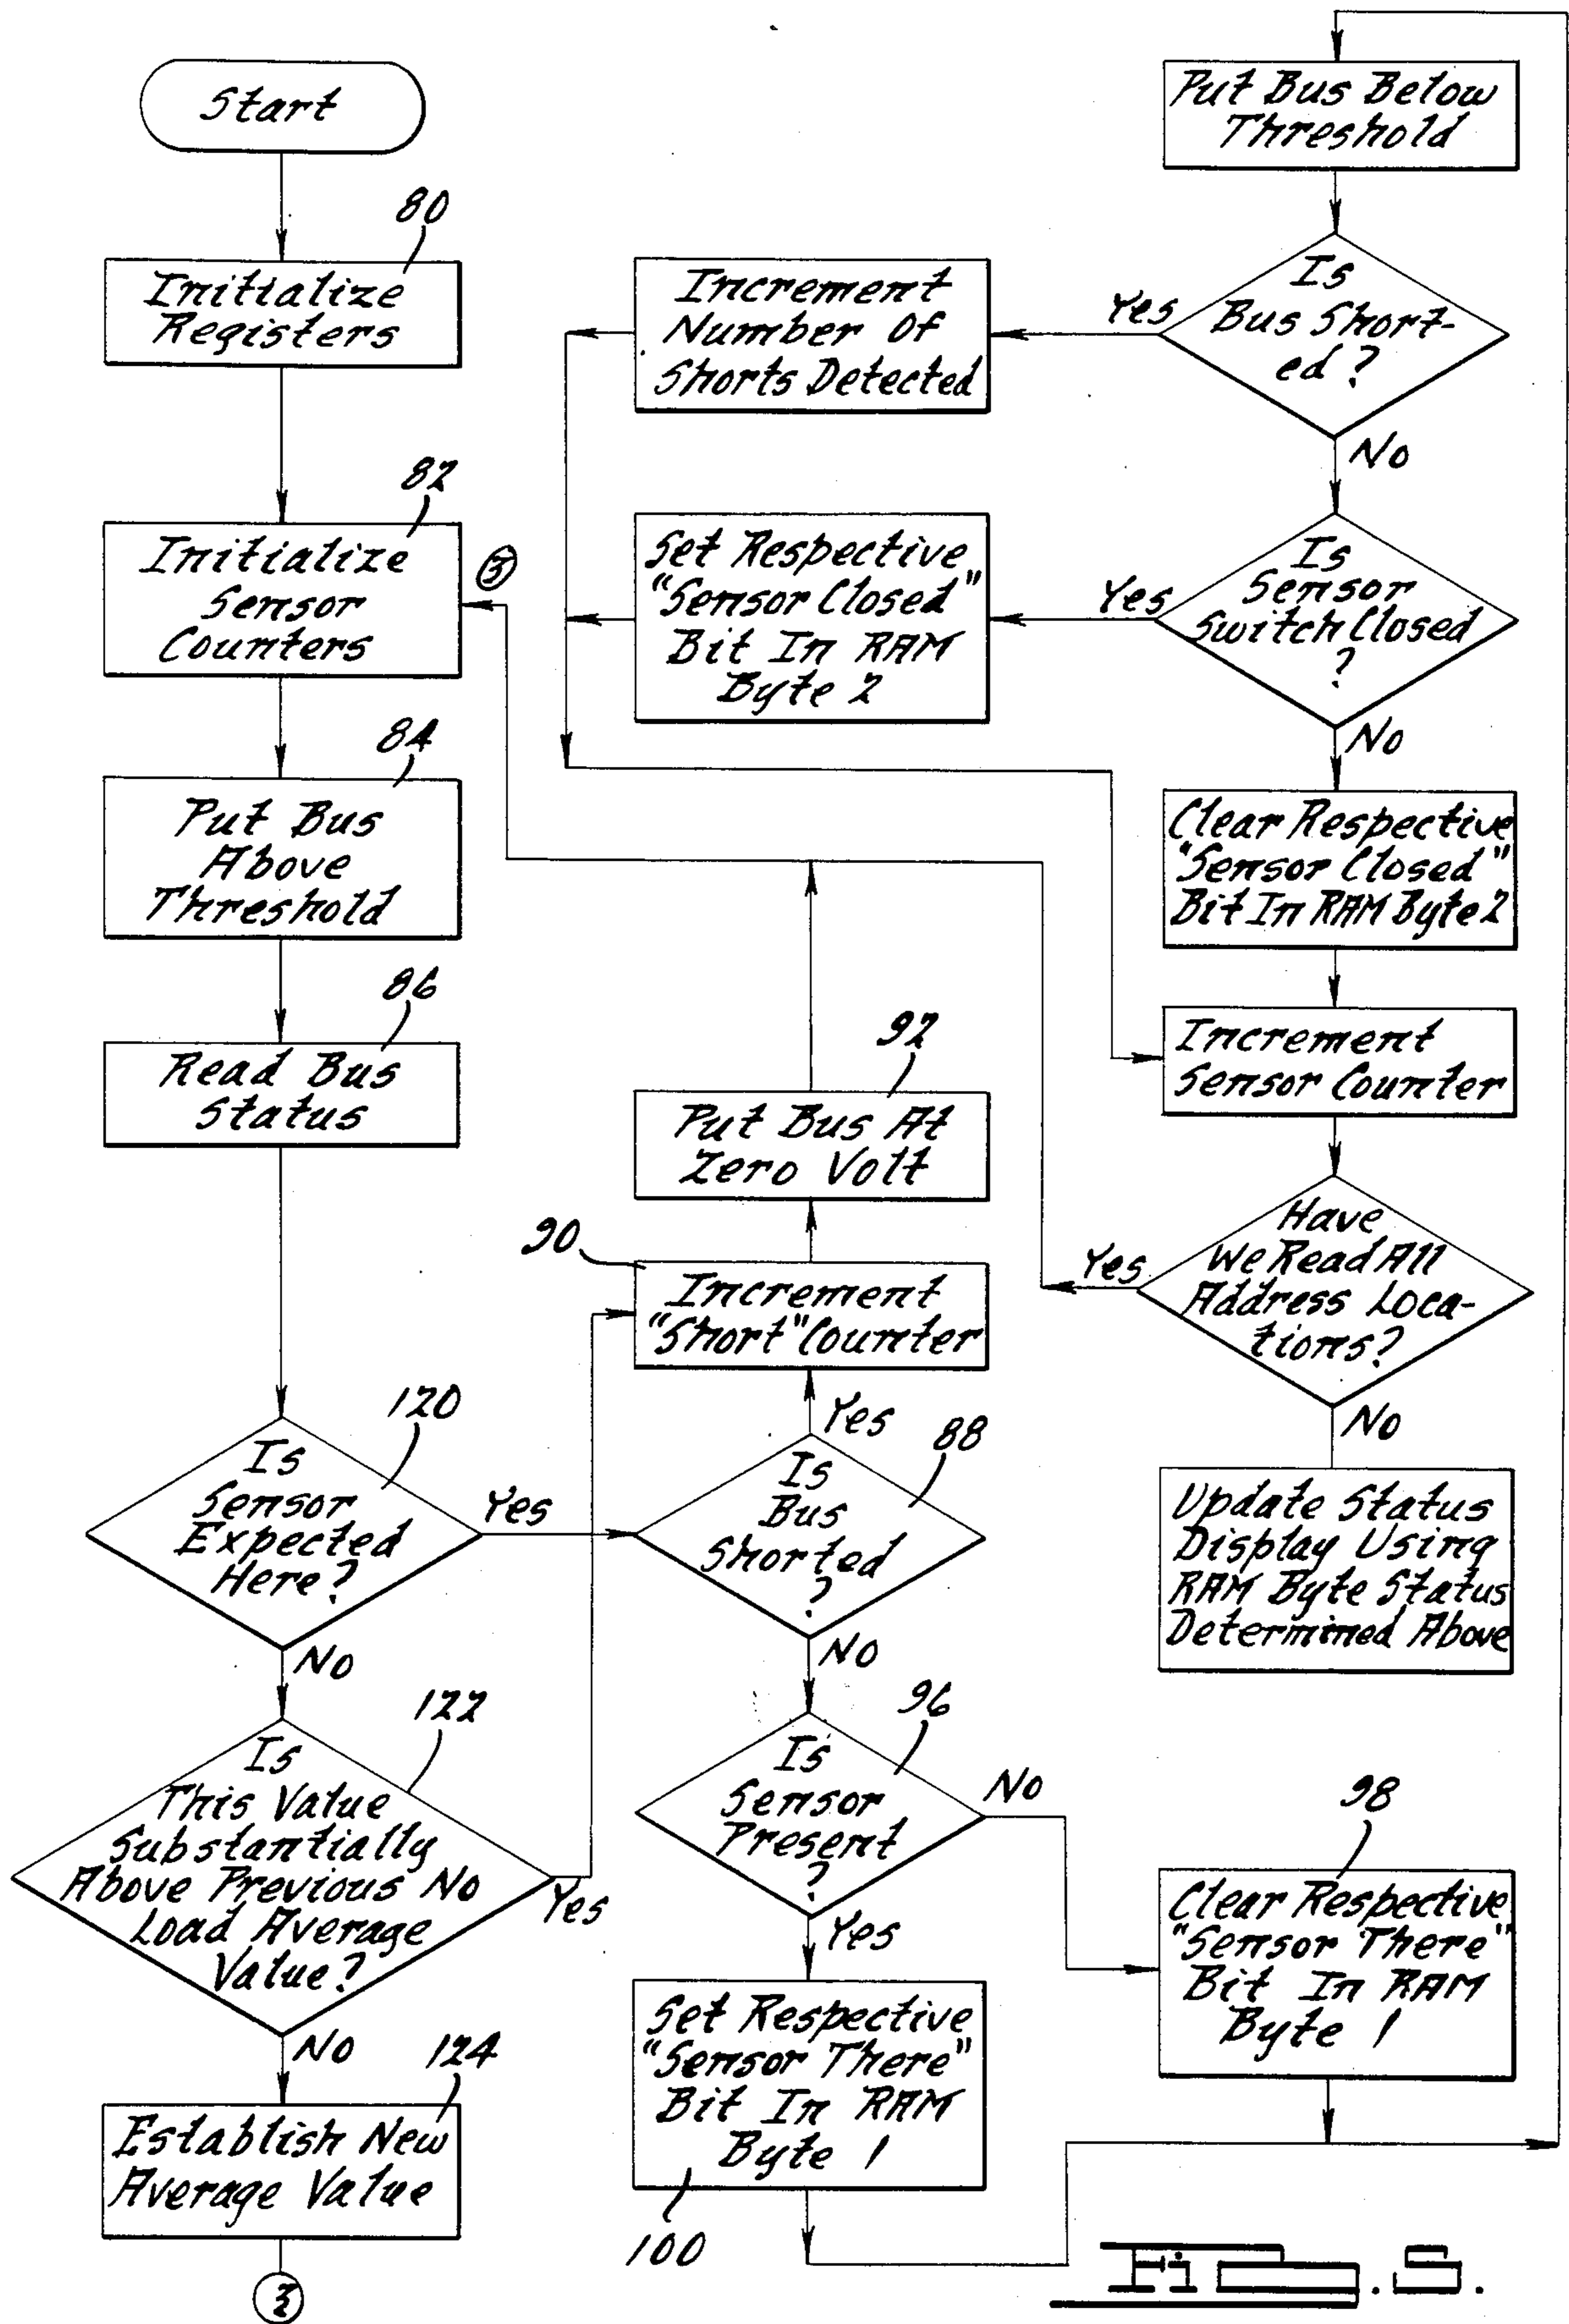 Start
80
Initialize
Registers
82
Initialize
Sensor
Counters
3
84
Put Bus
Above
Threshold
86
Read Bus
Status
120
Is
Sensor
Expected
Here?
Yes
No
122
Is
This Value
Substantially
Above Previous No
Load Average
Value?
Yes
No
124
Establish New
Average Value
Increment
Number Of
Shorts Detected
Set Respective
"Sensor Closed"
Bit In RAM
Byte 2
92
Put Bus At
Zero Volt
90
Increment
"Short" Counter
Yes
88
Is
Bus
Shorted
?
No
96
Is
Sensor
Present
?
No
Yes
Set Respective
"Sensor There"
Bit In RAM
Byte 1
100
Put Bus Below
Threshold
Is
Bus Short-
ed?
Yes
No
Is
Sensor
Switch Closed
?
Yes
No
Clear Respective
"Sensor Closed"
Bit In RAM Byte 2
Increment
Sensor Counter
Have
We Read All
Address Loca-
tions?
Yes
No
Update Status
Display Using
RAM Byte Status
Determined Above
98
Clear Respective
"Sensor There"
Bit In RAM
Byte 1